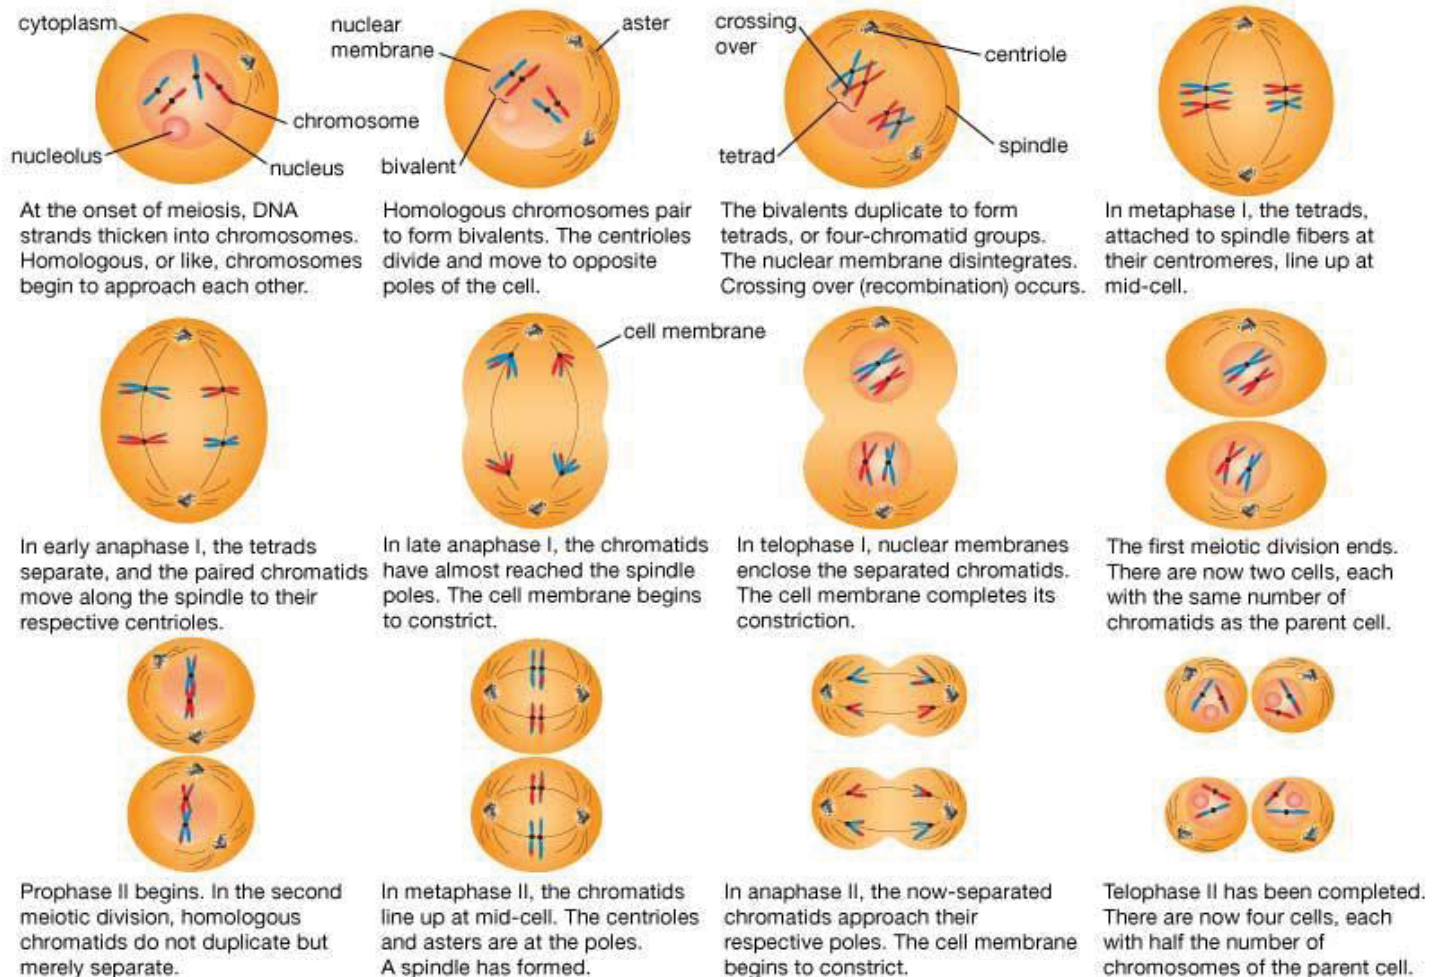 cytoplasm
nucleolus
chromosome
nucleus
At the onset of meiosis, DNA
strands thicken into chromosomes.
Homologous, or like, chromosomes
begin to approach each other.
nuclear
membrane
aster
bivalent
Homologous chromosomes pair
to form bivalents. The centrioles
divide and move to opposite
poles of the cell.
crossing
over
centriole
tetrad
spindle
The bivalents duplicate to form
tetrads, or four-chromatid groups.
The nuclear membrane disintegrates.
Crossing over (recombination) occurs.
In metaphase I, the tetrads,
attached to spindle fibers at
their centromeres, line up at
mid-cell.
In early anaphase I, the tetrads
separate, and the paired chromatids
move along the spindle to their
respective centrioles.
cell membrane
In late anaphase I, the chromatids
have almost reached the spindle
poles. The cell membrane begins
to constrict.
In telophase I, nuclear membranes
enclose the separated chromatids.
The cell membrane completes its
constriction.
The first meiotic division ends.
There are now two cells, each
with the same number of
chromatids as the parent cell.
Prophase II begins. In the second
meiotic division, homologous
chromatids do not duplicate but
merely separate.
In metaphase II, the chromatids
line up at mid-cell. The centrioles
and asters are at the poles.
A spindle has formed.
In anaphase II, the now-separated
chromatids approach their
respective poles. The cell membrane
begins to constrict.
Telophase II has been completed.
There are now four cells, each
with half the number of
chromosomes of the parent cell.